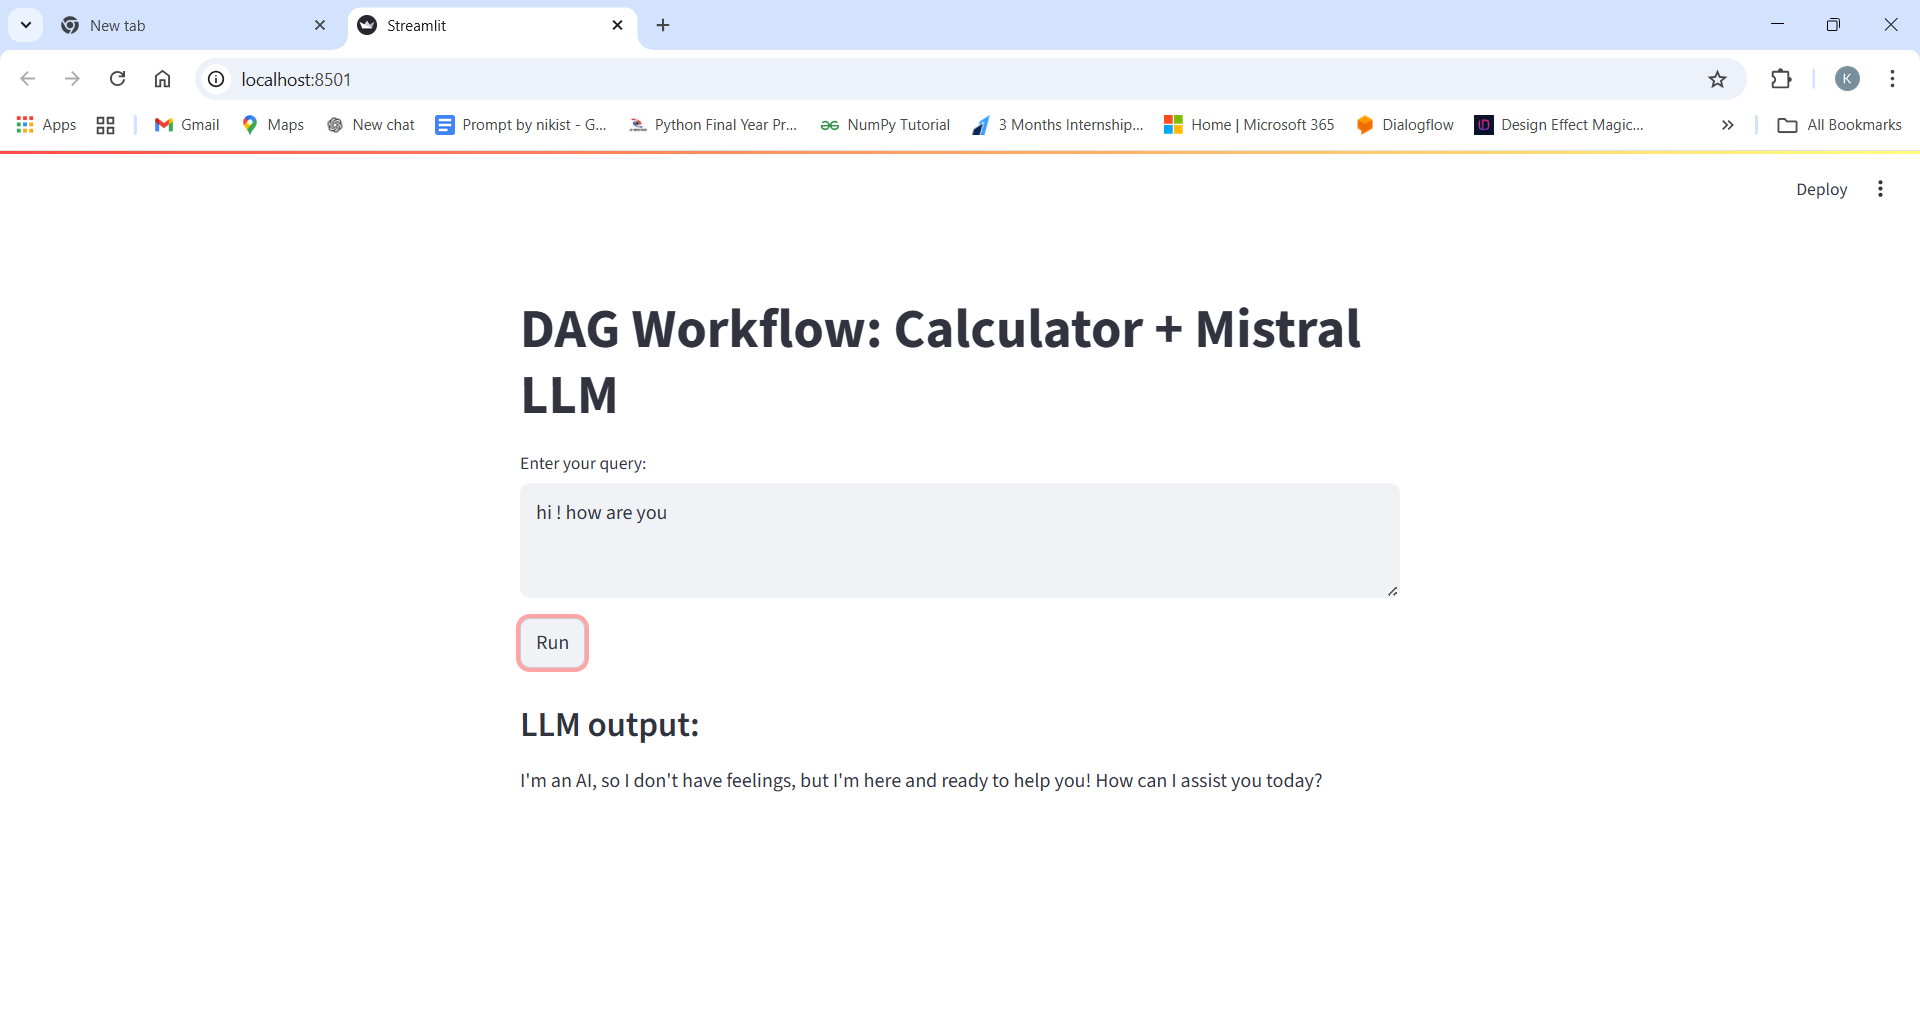 New tab
Streamlit
localhost:8501
K
Apps
Gmail
Maps
New chat
Prompt by nikist - G...
Python Final Year Pr...
NumPy Tutorial
3 Months Internship...
Home | Microsoft 365
Dialogflow
Design Effect Magic...
All Bookmarks
Deploy
DAG Workflow: Calculator + Mistral
LLM
Enter your query:
hi ! how are you
Run
LLM output:
I'm an AI, so I don't have feelings, but I'm here and ready to help you! How can I assist you today?